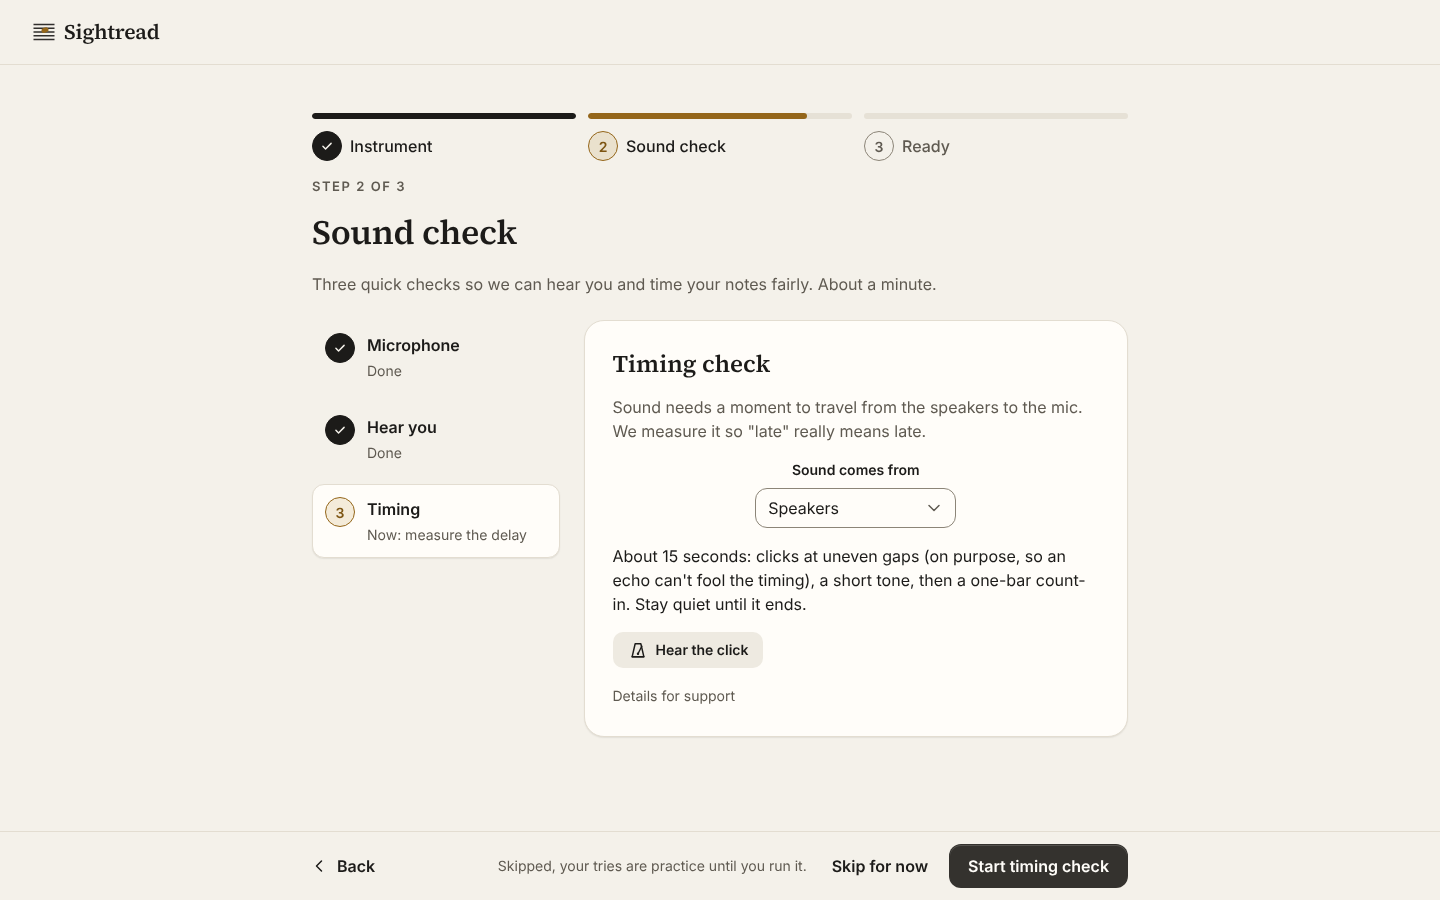 Sightread
Instrument
2 Sound check
3 Ready
STEP 2 OF 3
Sound check
Three quick checks so we can hear you and time your notes fairly. About a minute.
Microphone
Done
Hear you
Done
3 Timing
Now: measure the delay
Timing check
Sound needs a moment to travel from the speakers to the mic.
We measure it so "late" really means late.
Sound comes from
Speakers
About 15 seconds: clicks at uneven gaps (on purpose, so an
echo can't fool the timing), a short tone, then a one-bar count-
in. Stay quiet until it ends.
Hear the click
Details for support
Back
Skipped, your tries are practice until you run it.
Skip for now
Start timing check